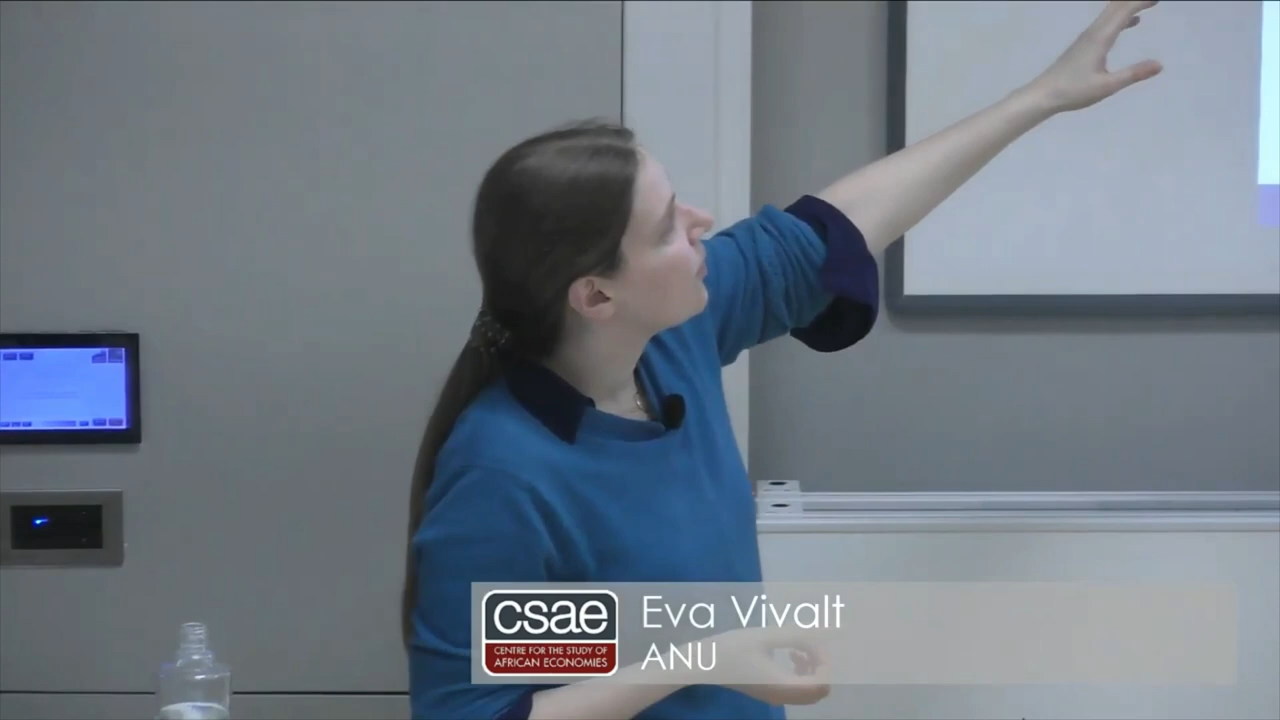 csae
CENTRE FOR THE STUDY OF
AFRICAN ECONOMIES
Eva Vivalt
ANU